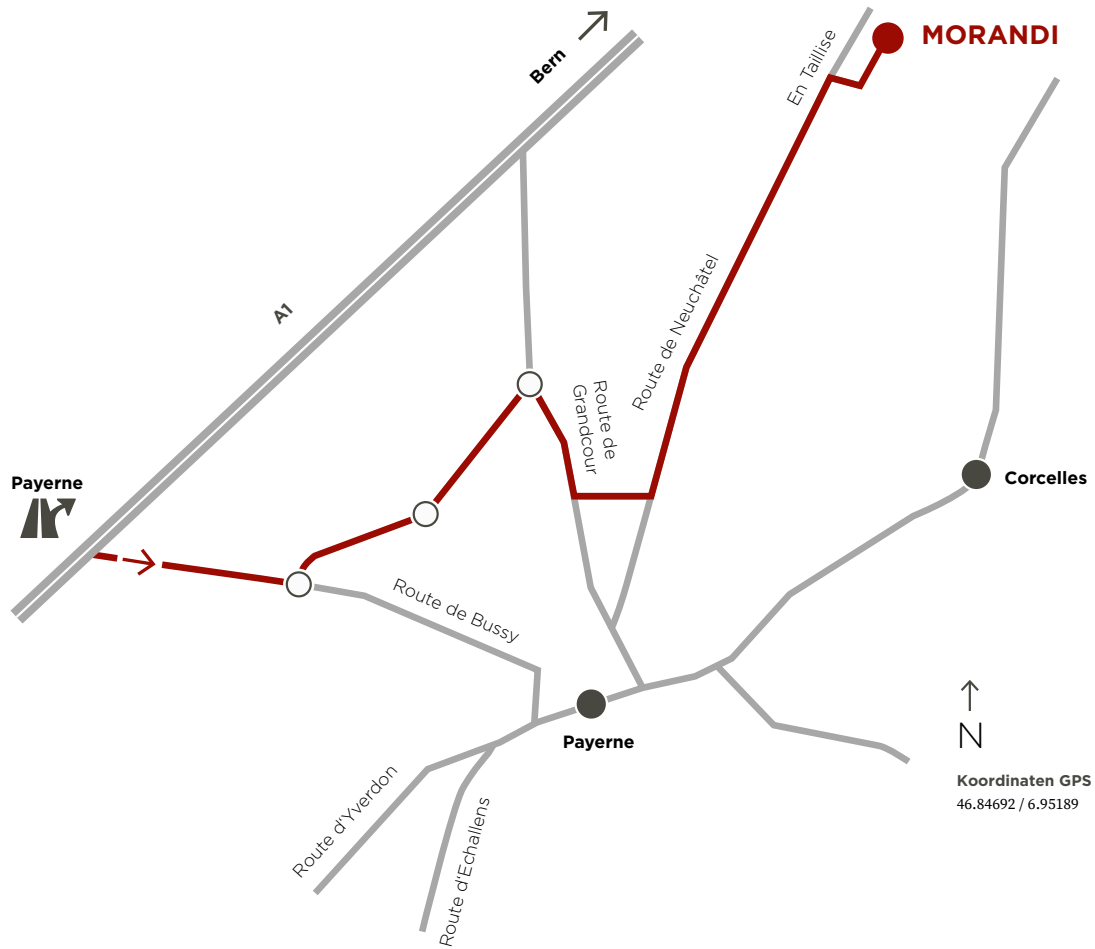 Bern
MORANDI
En Taillise
A1
Route de Neuchâtel
Route de
Grandcour
Payerne
Corcelles
Route de Bussy
Payerne
N
Route d'Yverdon
Route d'Echallens
Koordinaten GPS
46.84692 / 6.95189